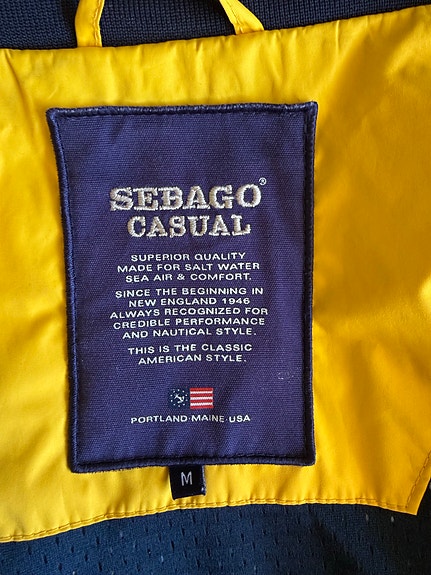 SEBAGO®
CASUAL
SUPERIOR QUALITY
MADE FOR SALT WATER
SEA AIR & COMFORT.
SINCE THE BEGINNING IN
NEW ENGLAND 1946
ALWAYS RECOGNIZED FOR
CREDIBLE PERFORMANCE
AND NAUTICAL STYLE.
THIS IS THE CLASSIC
AMERICAN STYLE.
PORTLAND·MAINE·USA
M